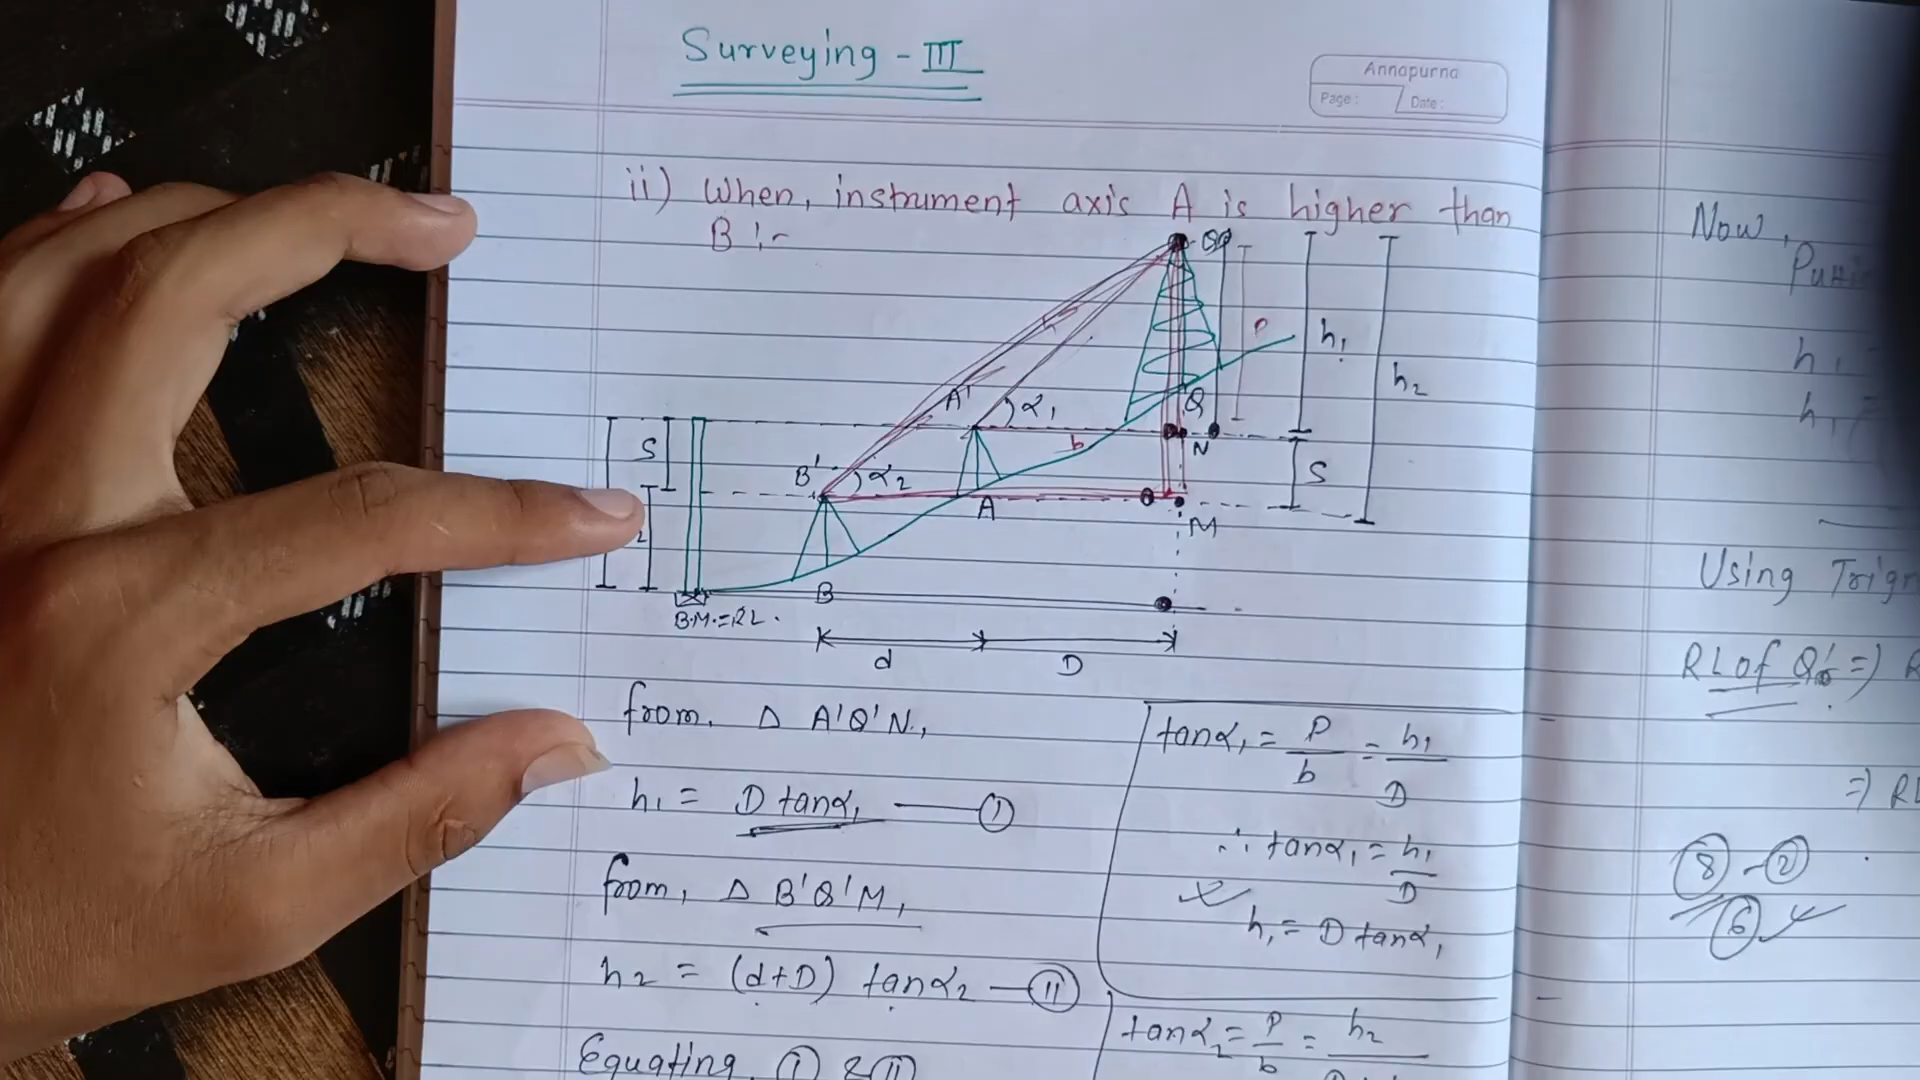 Surveying - III
Annapurna
Page: Date:
ii) When, instrument axis A is higher than
B :-
Q'
P
h₁
h₂
A'
α₁
Q
b
N
S
S
B'
α₂
A
M
2
B
B.M.=RL.
d
D
from, Δ A'Q'N,
h₁ = D tanα₁ — I
from, Δ B'Q'M,
h₂ = (d+D) tanα₂ — II
Equating I & II
tanα₁ = P/b = h₁/D
∴ tanα₁ = h₁/D
h₁ = D tanα₁
tanα₂ = P/b = h₂
Now,
h₁ =
h₁
RL of Q' =>
=>
8 - 2
6